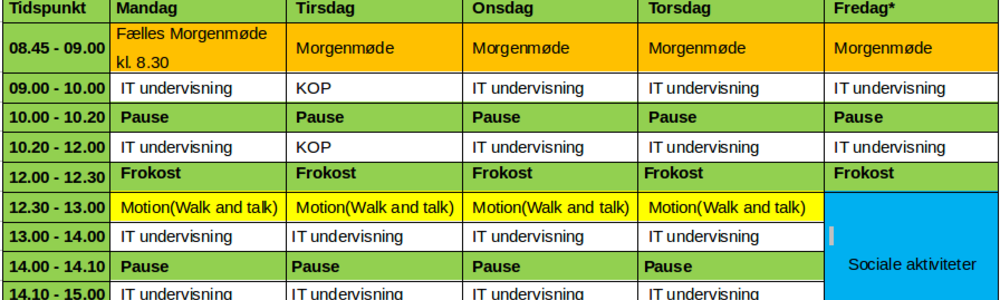 Tidspunkt Mandag Tirsdag Onsdag Torsdag Fredag*
08.45 - 09.00 Fælles Morgenmøde kl. 8.30 Morgenmøde Morgenmøde Morgenmøde Morgenmøde
09.00 - 10.00 IT undervisning KOP IT undervisning IT undervisning IT undervisning
10.00 - 10.20 Pause Pause Pause Pause Pause
10.20 - 12.00 IT undervisning KOP IT undervisning IT undervisning IT undervisning
12.00 - 12.30 Frokost Frokost Frokost Frokost Frokost
12.30 - 13.00 Motion(Walk and talk) Motion(Walk and talk) Motion(Walk and talk) Motion(Walk and talk)
13.00 - 14.00 IT undervisning IT undervisning IT undervisning IT undervisning
14.00 - 14.10 Pause Pause Pause Pause Sociale aktiviteter
14.10 - 15.00 IT undervisning IT undervisning IT undervisning IT undervisning